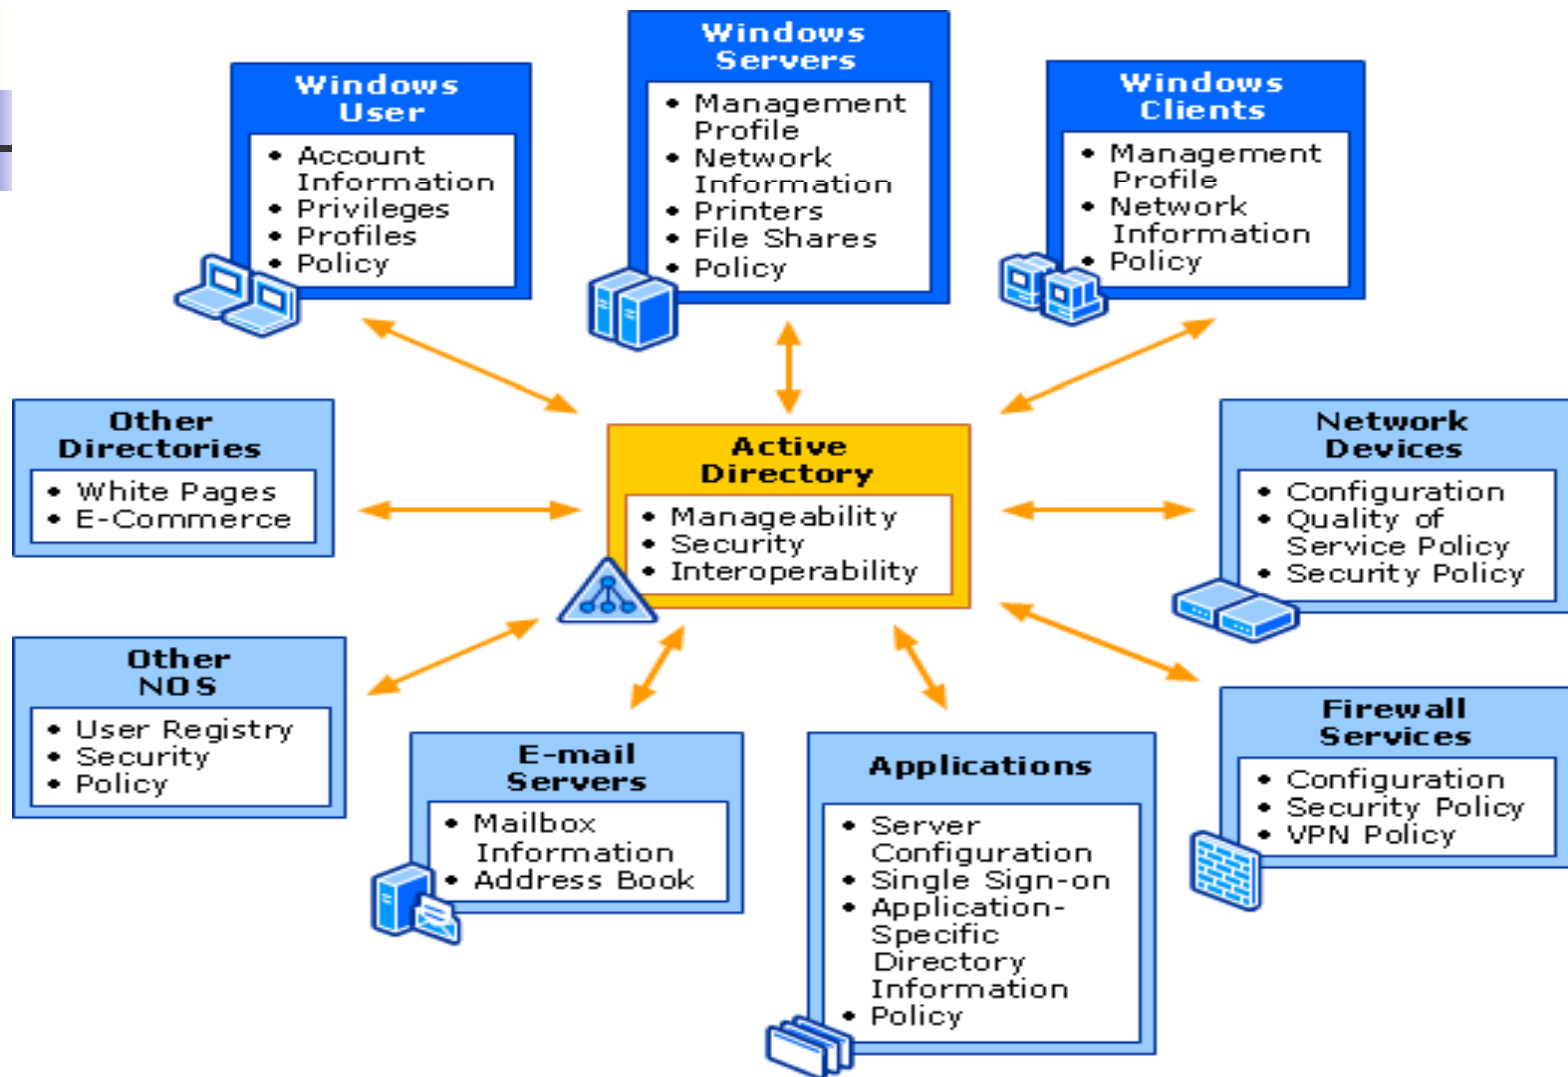 Windows
Servers
• Management
Profile
• Network
Information
• Printers
• File Shares
• Policy
Windows
User
• Account
Information
• Privileges
• Profiles
• Policy
Windows
Clients
• Management
Profile
• Network
Information
• Policy
Other
Directories
• White Pages
• E-Commerce
Active
Directory
• Manageability
• Security
• Interoperability
Network
Devices
• Configuration
• Quality of
Service Policy
• Security Policy
Other
NOS
• User Registry
• Security
• Policy
E-mail
Servers
• Mailbox
Information
• Address Book
Applications
• Server
Configuration
• Single Sign-on
• Application-
Specific
Directory
Information
• Policy
Firewall
Services
• Configuration
• Security Policy
• VPN Policy